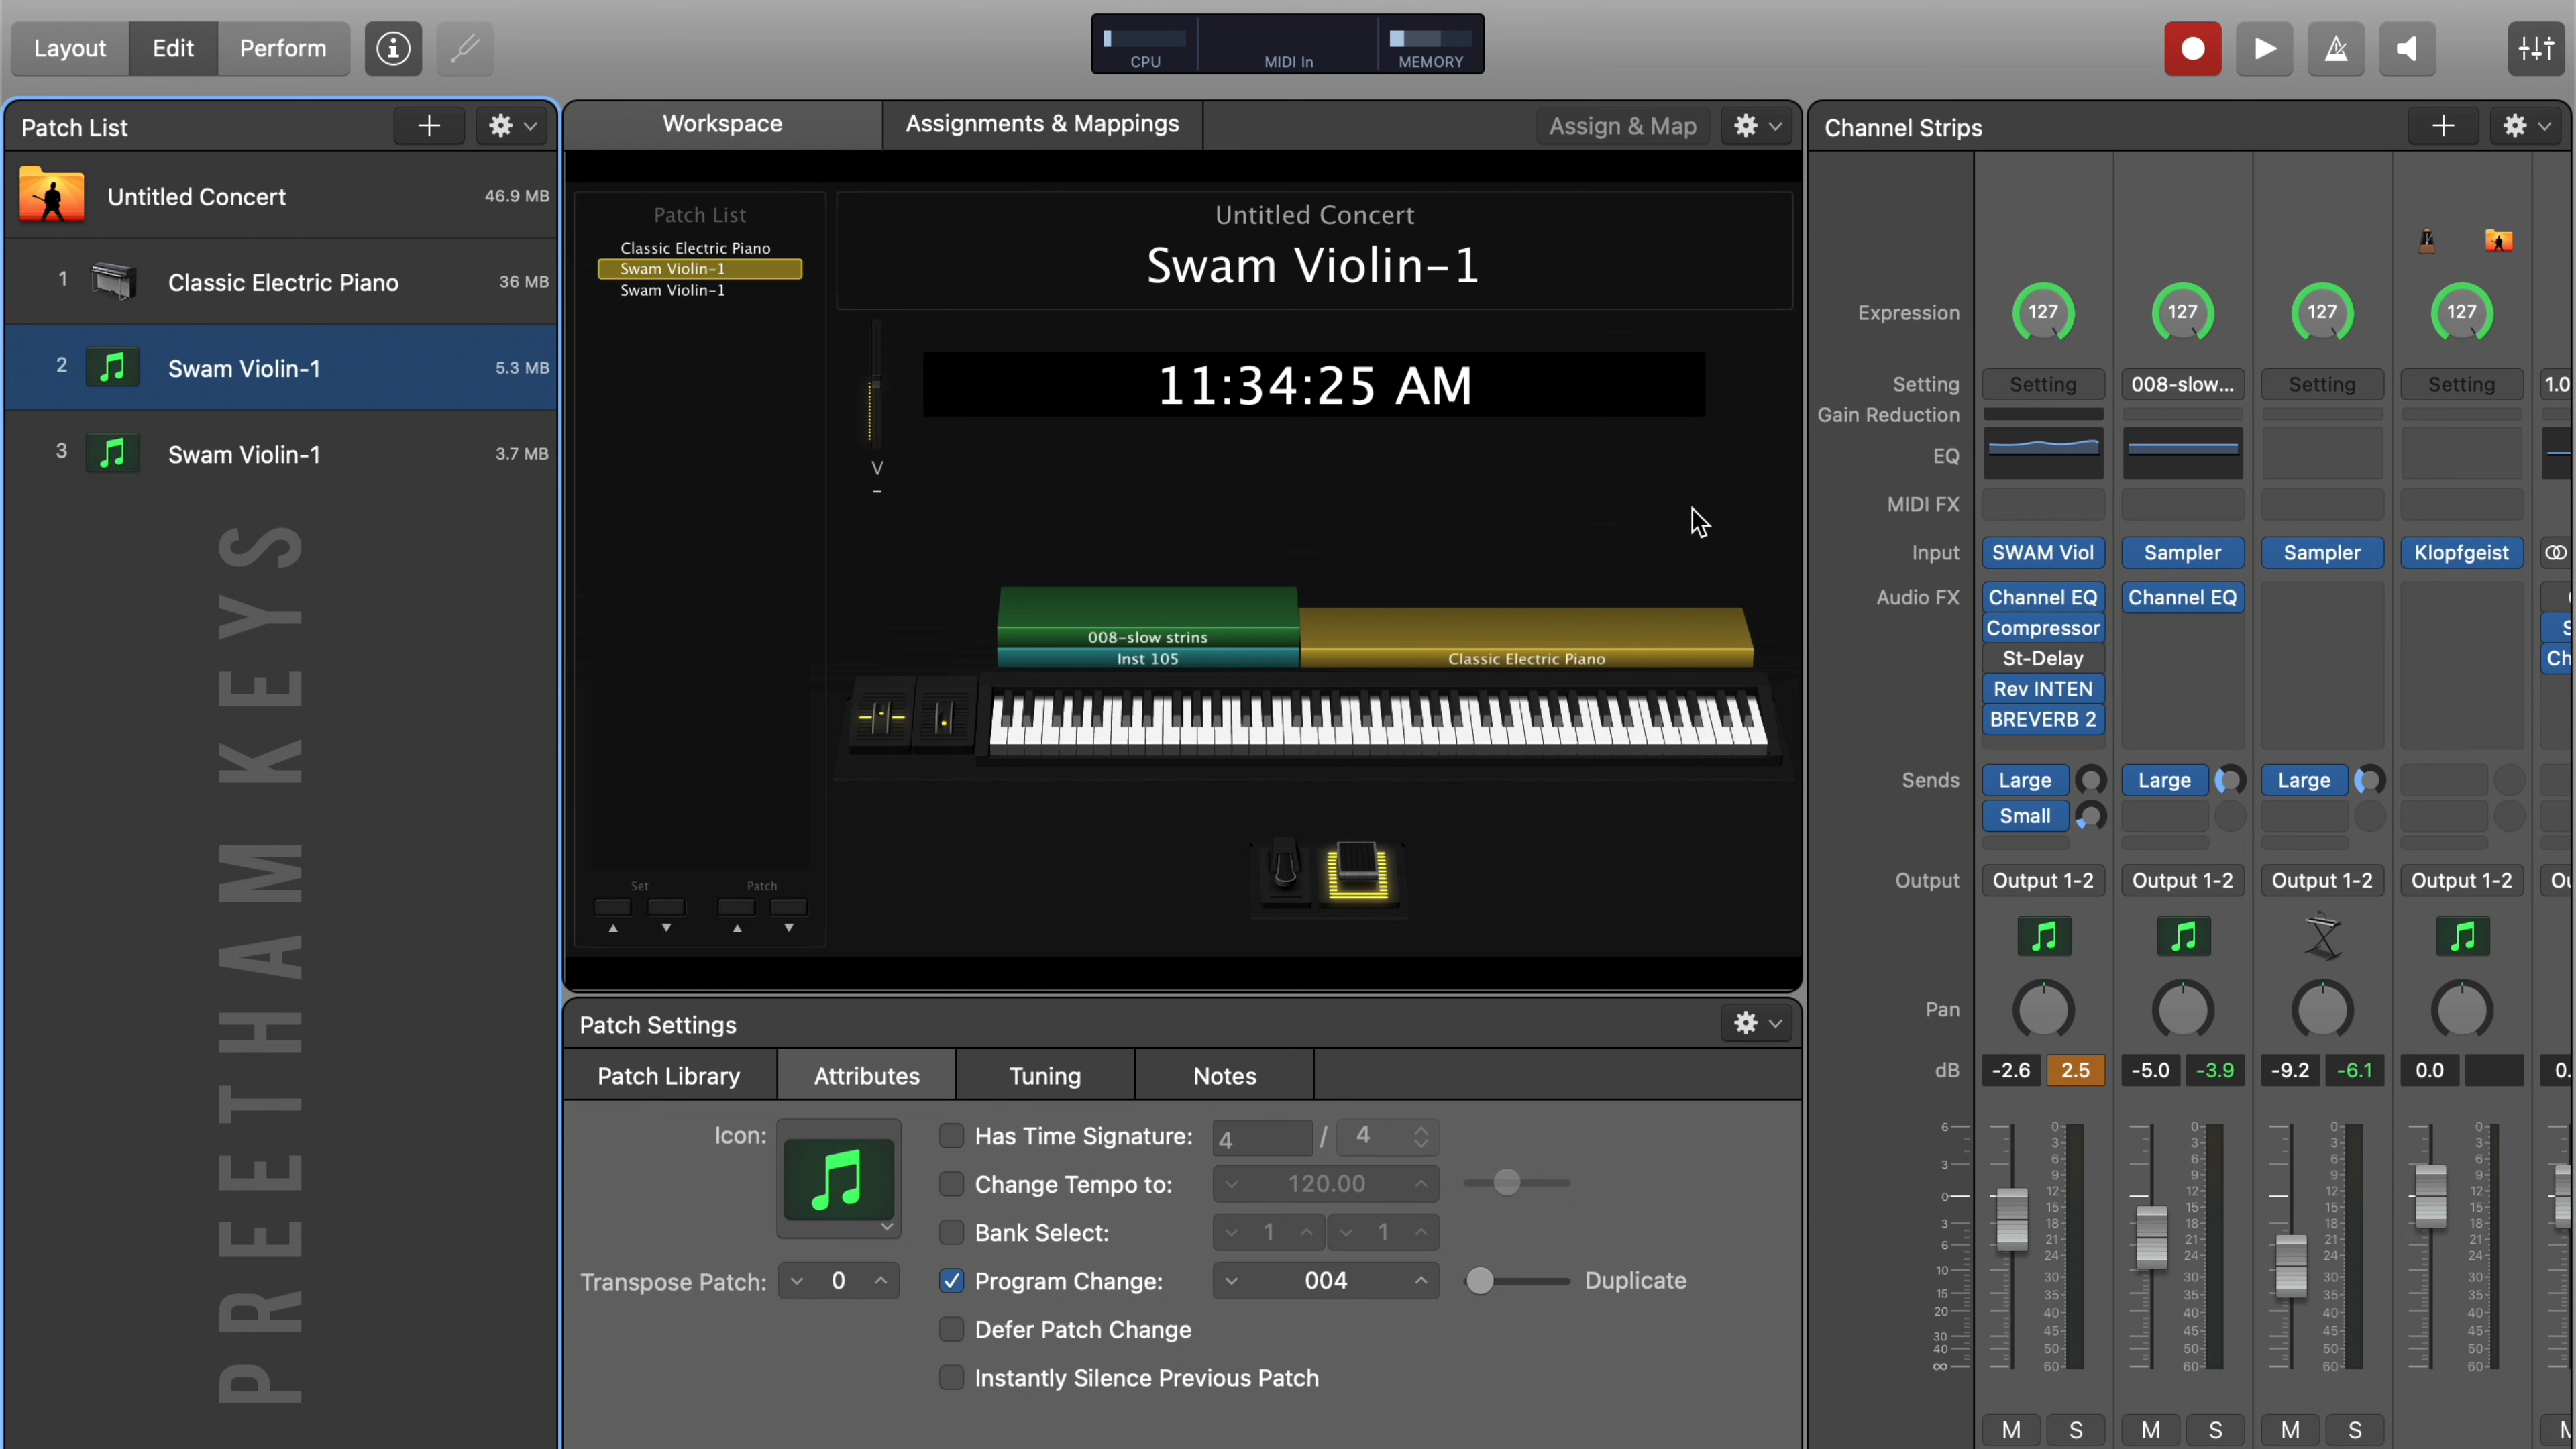 Layout
Edit
Perform
CPU
MIDI In
MEMORY
Patch List
Untitled Concert
46.9 MB
1
Classic Electric Piano
36 MB
2
Swam Violin-1
5.3 MB
3
Swam Violin-1
3.7 MB
PREETHAM KEYS
Workspace
Assignments & Mappings
Assign & Map
Patch List
Classic Electric Piano
Swam Violin-1
Swam Violin-1
Set
Patch
Untitled Concert
Swam Violin-1
11:34:25 AM
V
-
008-slow strins
Inst 105
Classic Electric Piano
Patch Settings
Patch Library
Attributes
Tuning
Notes
Icon:
Transpose Patch:
0
Has Time Signature:
4 / 4
Change Tempo to:
120.00
Bank Select:
1 1
Program Change:
004
Duplicate
Defer Patch Change
Instantly Silence Previous Patch
Channel Strips
Expression
127 127 127 127
Setting
Setting 008-slow... Setting Setting 1.0
Gain Reduction
EQ
MIDI FX
Input
SWAM Viol Sampler Sampler Klopfgeist
Audio FX
Channel EQ Channel EQ
Compressor
St-Delay
Rev INTEN
BREVERB 2
Sends
Large Large Large
Small
Output
Output 1-2 Output 1-2 Output 1-2 Output 1-2
Pan
dB
-2.6 2.5 -5.0 -3.9 -9.2 -6.1 0.0
M S M S M S